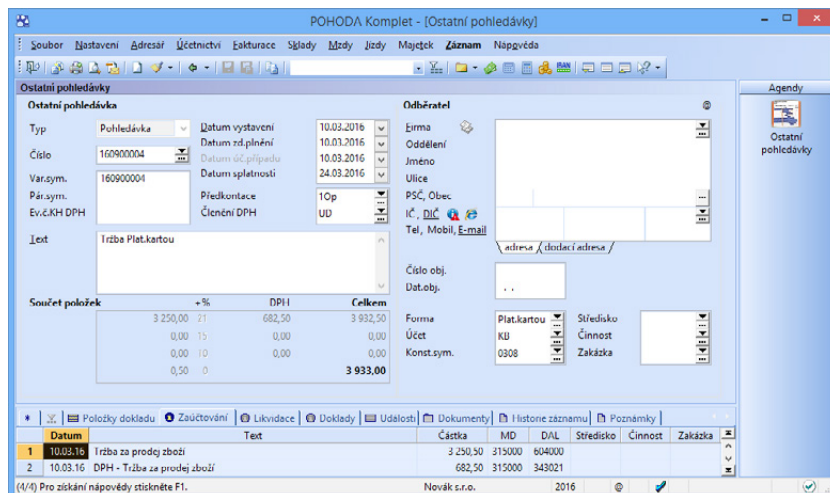 POHODA Komplet - [Ostatní pohledávky]
Soubor Nastavení Adresář Účetnictví Fakturace Sklady Mzdy Jízdy Majetek Záznam Nápověda
Ostatní pohledávky
Agendy
Ostatní pohledávky
Ostatní pohledávka
Typ Pohledávka
Číslo 160900004
Var.sym. 160900004
Pár.sym.
Ev.č.KH DPH
Datum vystavení 10.03.2016
Datum zd.plnění 10.03.2016
Datum úč.případu 10.03.2016
Datum splatnosti 24.03.2016
Předkontace 1Op
Členění DPH UD
Text Tržba Plat.kartou
Součet položek +% DPH Celkem
3 250,00 21 682,50 3 932,50
0,00 15 0,00 0,00
0,00 10 0,00 0,00
0,50 0 3 933,00
Odběratel @
Firma
Oddělení
Jméno
Ulice
PSČ, Obec
IČ, DIČ
Tel, Mobil, E-mail
adresa dodací adresa
Číslo obj.
Dat.obj. . .
Forma Plat.kartou Středisko
Účet KB Činnost
Konst.sym. 0308 Zakázka
* Položky dokladu Zaúčtování Likvidace Doklady Události Dokumenty Historie záznamu Poznámky
Datum Text Částka MD DAL Středisko Činnost Zakázka
1 10.03.16 Tržba za prodej zboží 3 250,50 315000 604000
2 10.03.16 DPH - Tržba za prodej zboží 682,50 315000 343021
(4/4) Pro získání nápovědy stiskněte F1. Novák s.r.o. 2016 @